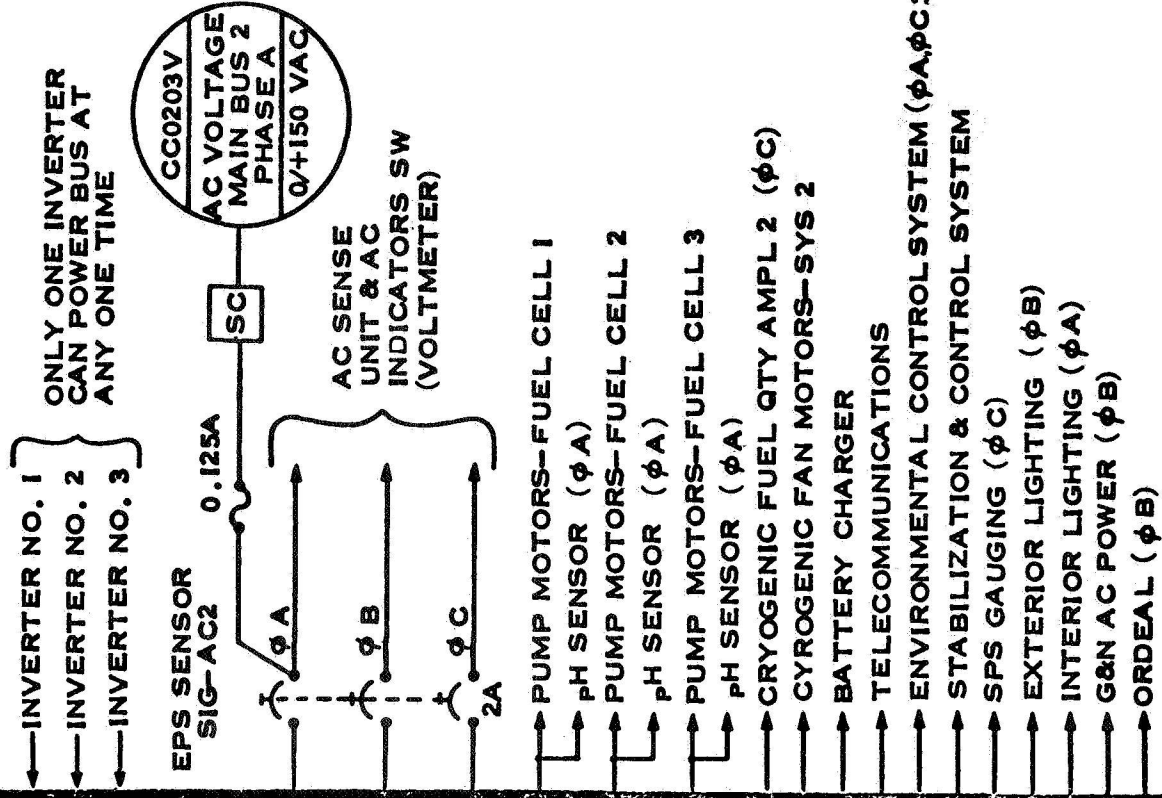 INVERTER NO. 1
INVERTER NO. 2
INVERTER NO. 3
ONLY ONE INVERTER
CAN POWER BUS AT
ANY ONE TIME
EPS SENSOR
SIG-AC2
0.125A
SC
CC0203V
AC VOLTAGE
MAIN BUS 2
PHASE A
0/+150 VAC
ϕA
ϕB
ϕC
2A
AC SENSE
UNIT & AC
INDICATORS SW
(VOLTMETER)
PUMP MOTORS-FUEL CELL 1
pH SENSOR (ϕA)
PUMP MOTORS-FUEL CELL 2
pH SENSOR (ϕA)
PUMP MOTORS-FUEL CELL 3
pH SENSOR (ϕA)
CRYOGENIC FUEL QTY AMPL 2 (ϕC)
CYROGENIC FAN MOTORS-SYS 2
BATTERY CHARGER
TELECOMMUNICATIONS
ENVIRONMENTAL CONTROL SYSTEM (ϕA,ϕC
STABILIZATION & CONTROL SYSTEM
SPS GAUGING (ϕC)
EXTERIOR LIGHTING (ϕB)
INTERIOR LIGHTING (ϕA)
G&N AC POWER (ϕB)
ORDEAL (ϕB)